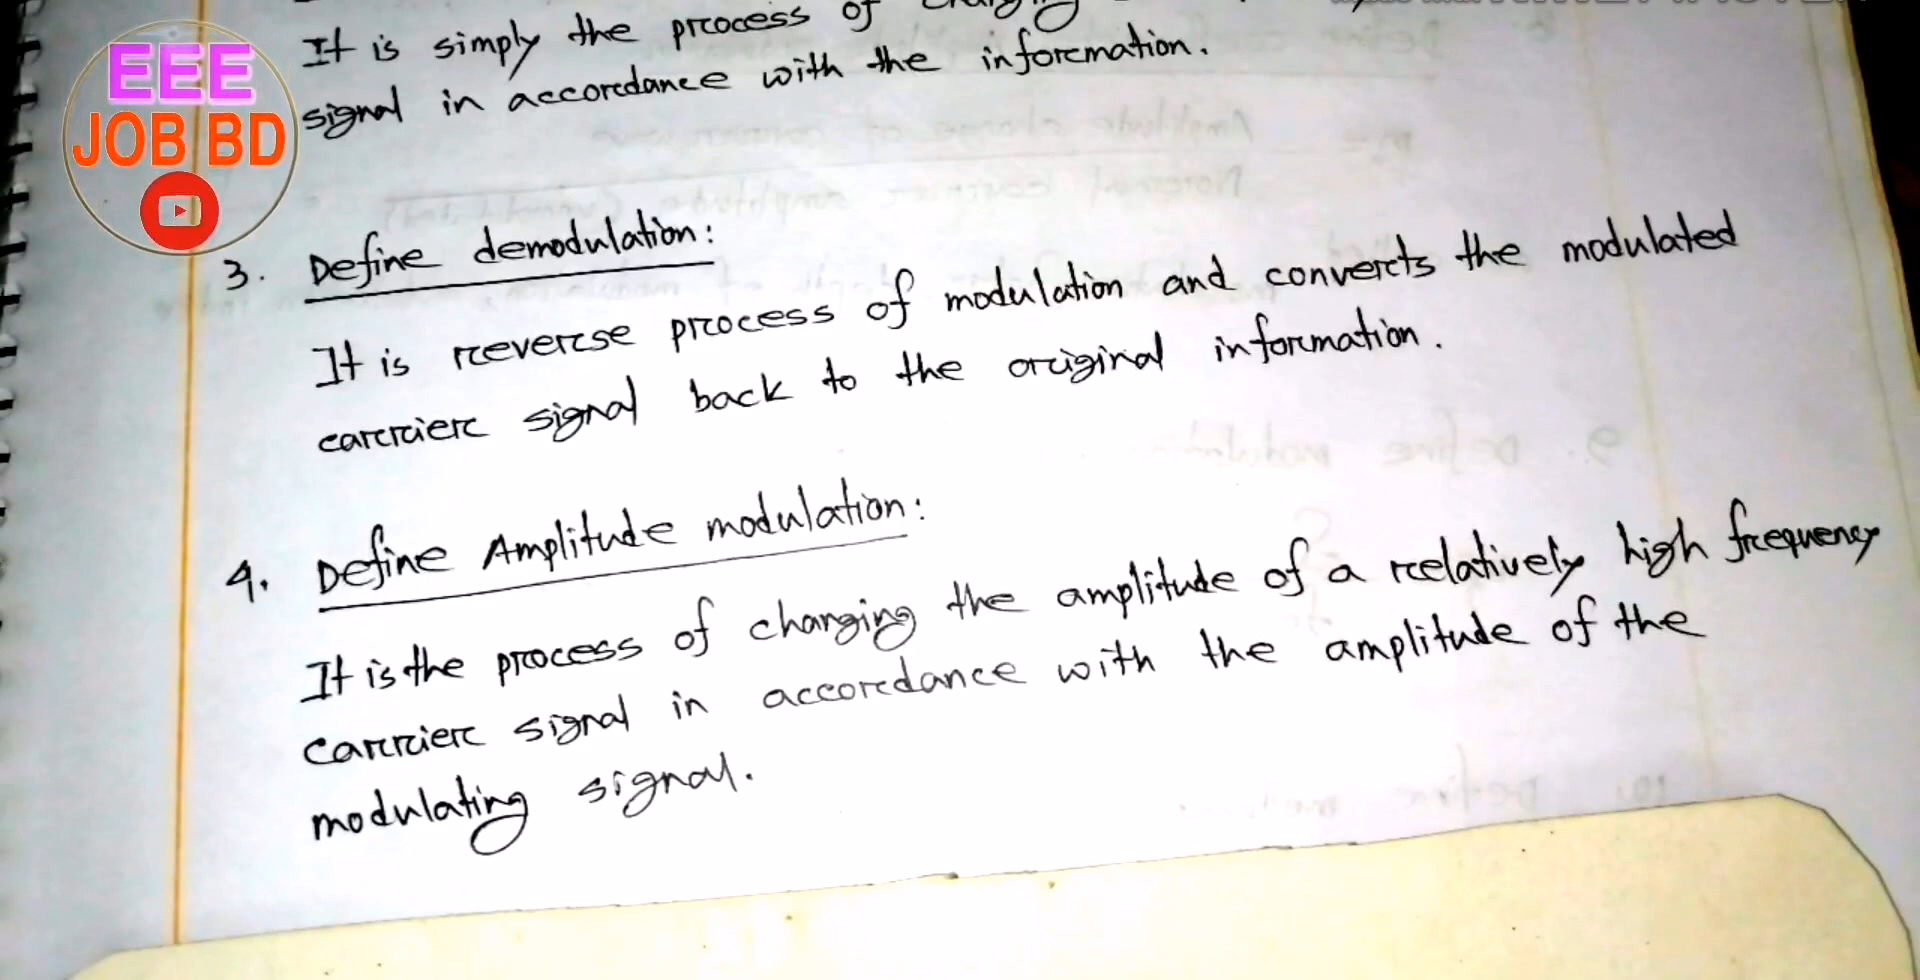 It is simply the process of changing
signal in accordance with the information.
EEE
JOB BD
3. Define demodulation:
It is reverse process of modulation and converts the modulated
carrier signal back to the original information.
4. Define Amplitude modulation:
It is the process of changing the amplitude of a relatively high frequency
carrier signal in accordance with the amplitude of the
modulating signal.